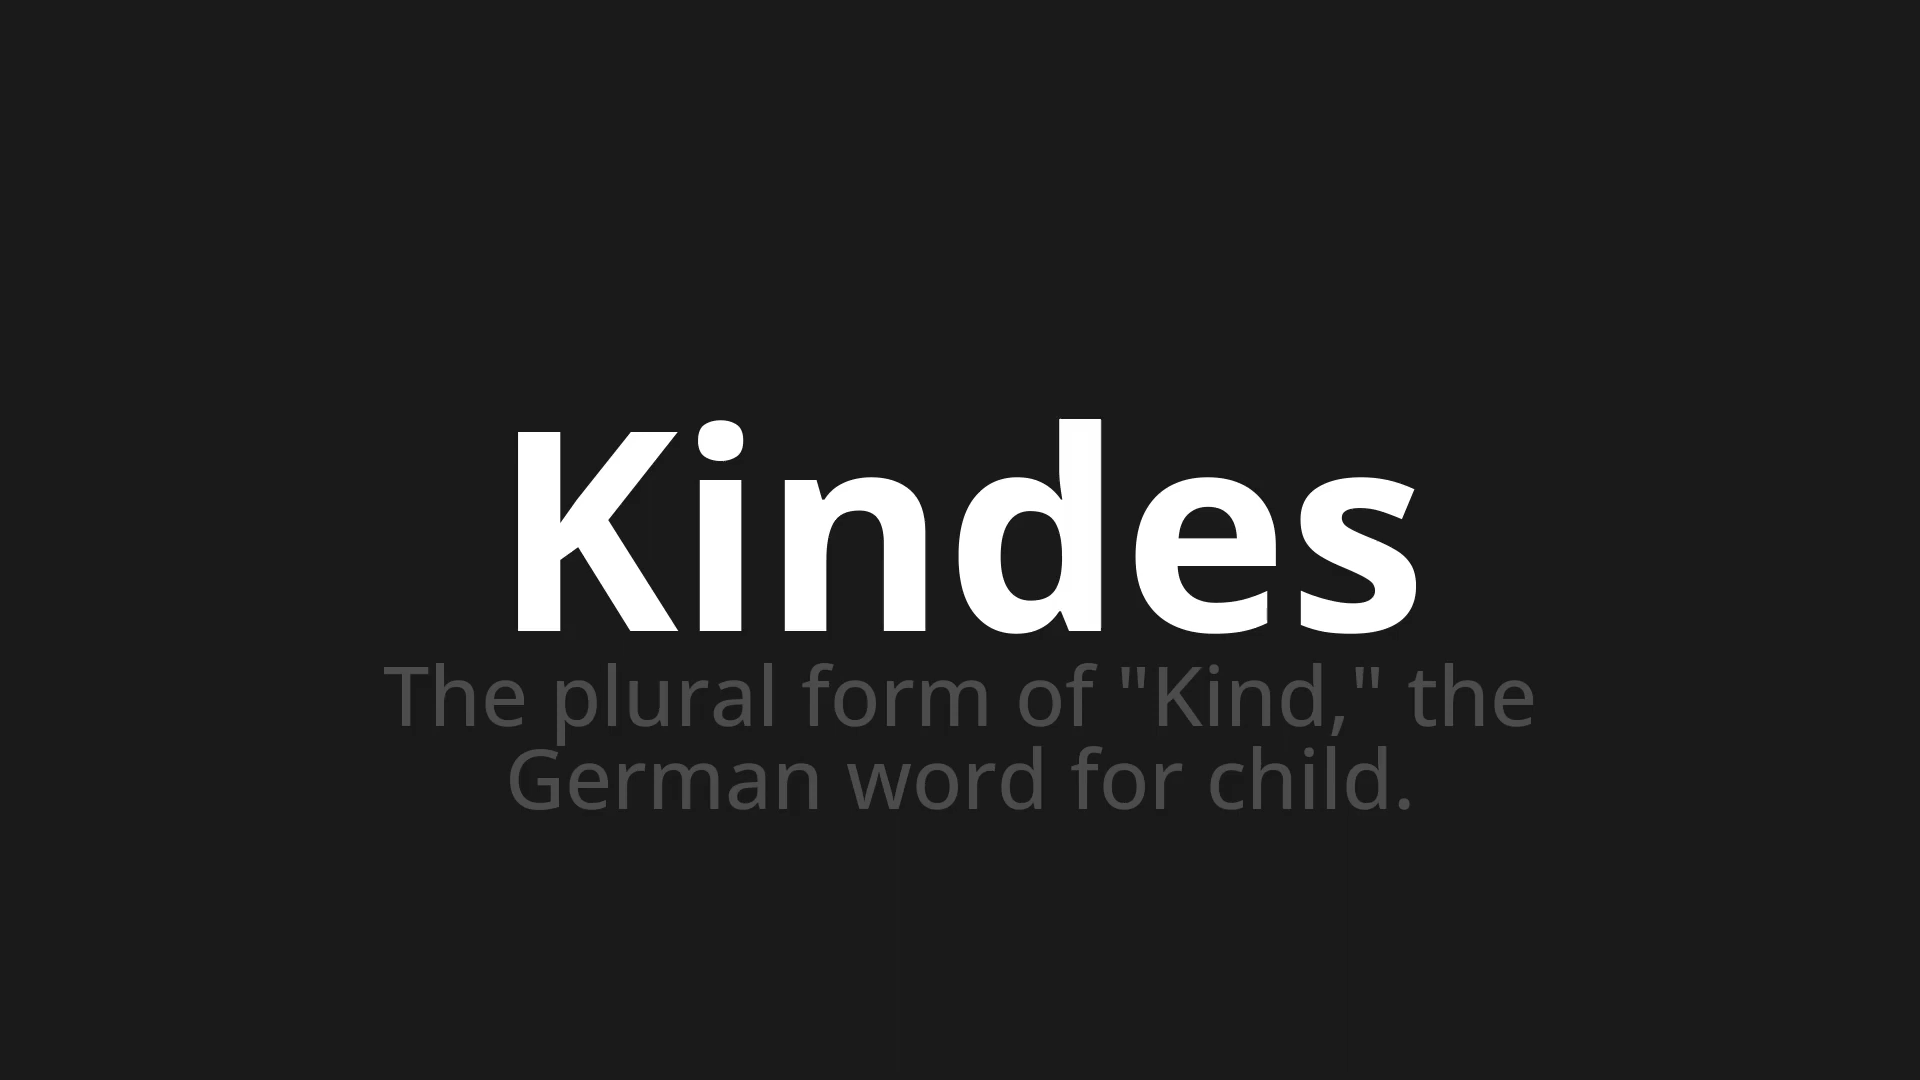 Kindes
The plural form of "Kind," the
German word for child.